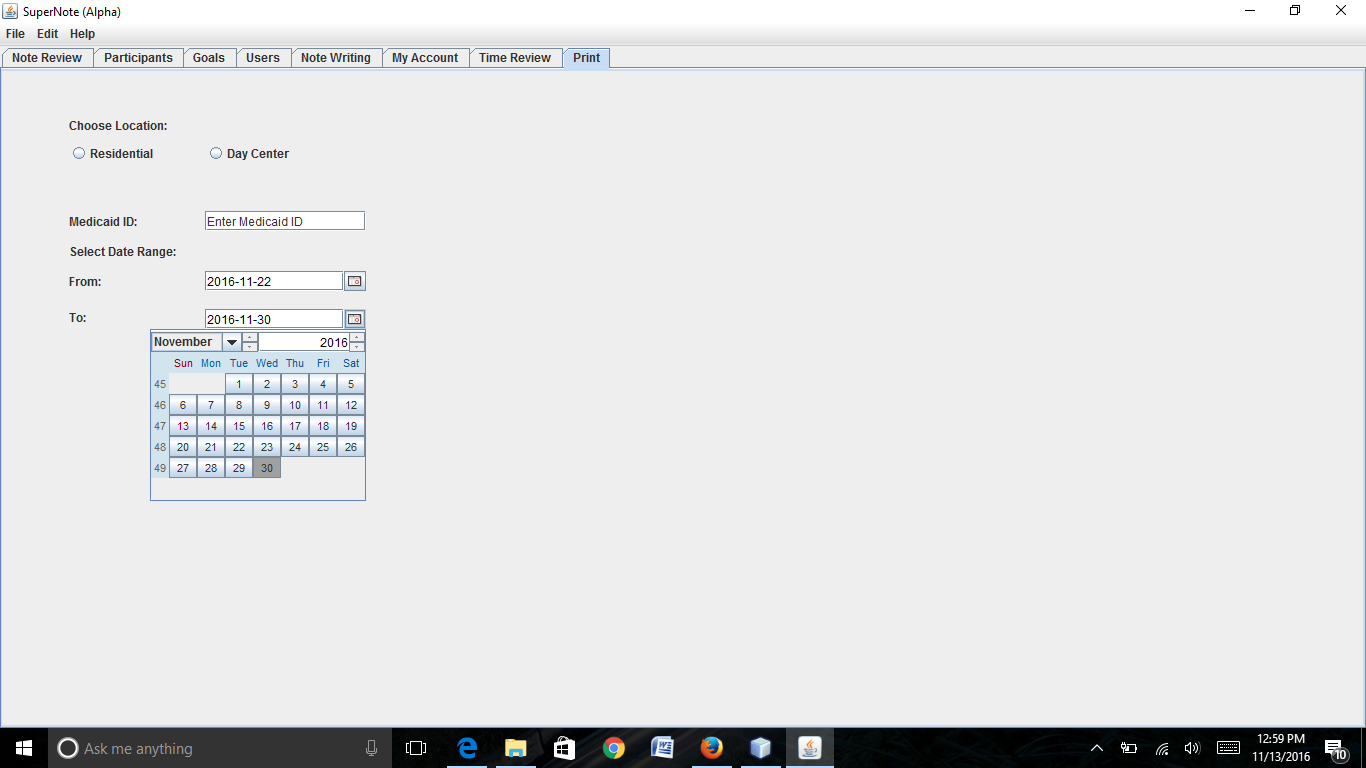 SuperNote (Alpha)
File Edit Help
Note Review Participants Goals Users Note Writing My Account Time Review Print
Choose Location:
Residential Day Center
Medicaid ID: Enter Medicaid ID
Select Date Range:
From: 2016-11-22
To: 2016-11-30
November 2016
Sun Mon Tue Wed Thu Fri Sat
45 1 2 3 4 5
46 6 7 8 9 10 11 12
47 13 14 15 16 17 18 19
48 20 21 22 23 24 25 26
49 27 28 29 30
Ask me anything
12:59 PM
11/13/2016
10